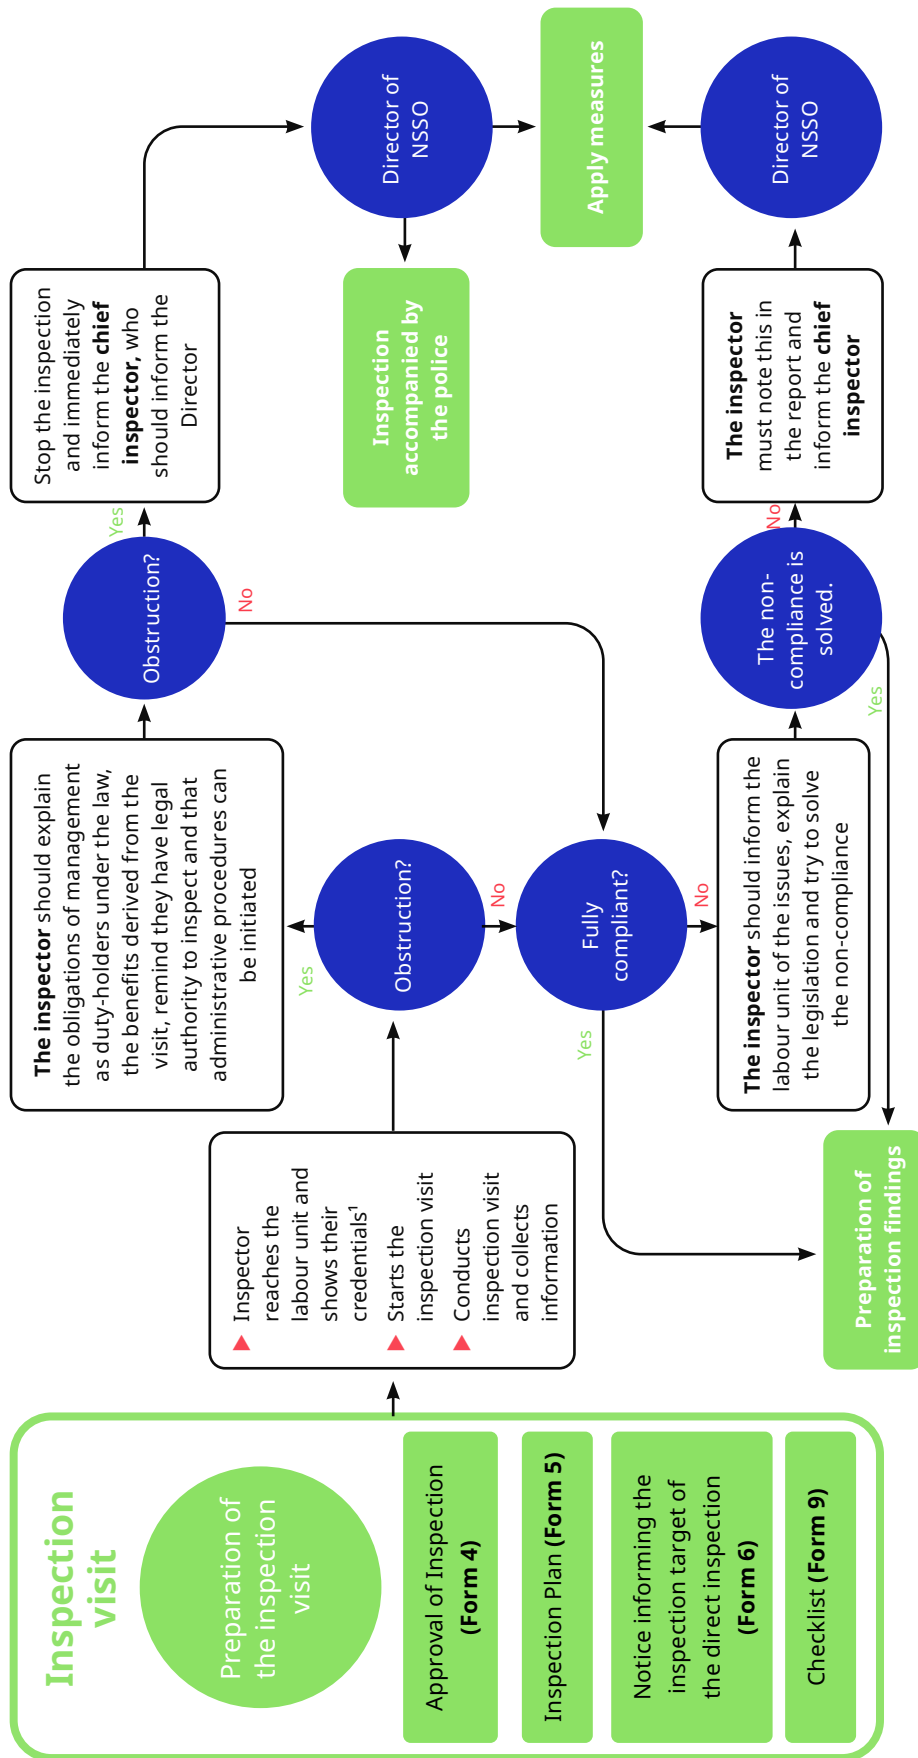 Inspection
visit
Preparation of
the inspection
visit
Approval of Inspection
(Form 4)
Inspection Plan (Form 5)
Notice informing the
inspection target of
the direct inspection
(Form 6)
Checklist (Form 9)
▶ Inspector
reaches the
labour unit and
shows their
credentials¹
▶ Starts the
inspection visit
▶ Conducts
inspection visit
and collects
information
Obstruction?
Yes
No
The inspector should explain
the obligations of management
as duty-holders under the law,
the benefits derived from the
visit, remind they have legal
authority to inspect and that
administrative procedures can
be initiated
Obstruction?
Yes
No
Stop the inspection
and immediately
inform the chief
inspector, who
should inform the
Director
Director of
NSSO
Inspection
accompanied by
the police
Apply measures
Fully
compliant?
Yes
No
Preparation of
inspection findings
The inspector should inform the
labour unit of the issues, explain
the legislation and try to solve
the non-compliance
The non-
compliance is
solved.
Yes
No
The inspector
must note this in
the report and
inform the chief
inspector
Director of
NSSO